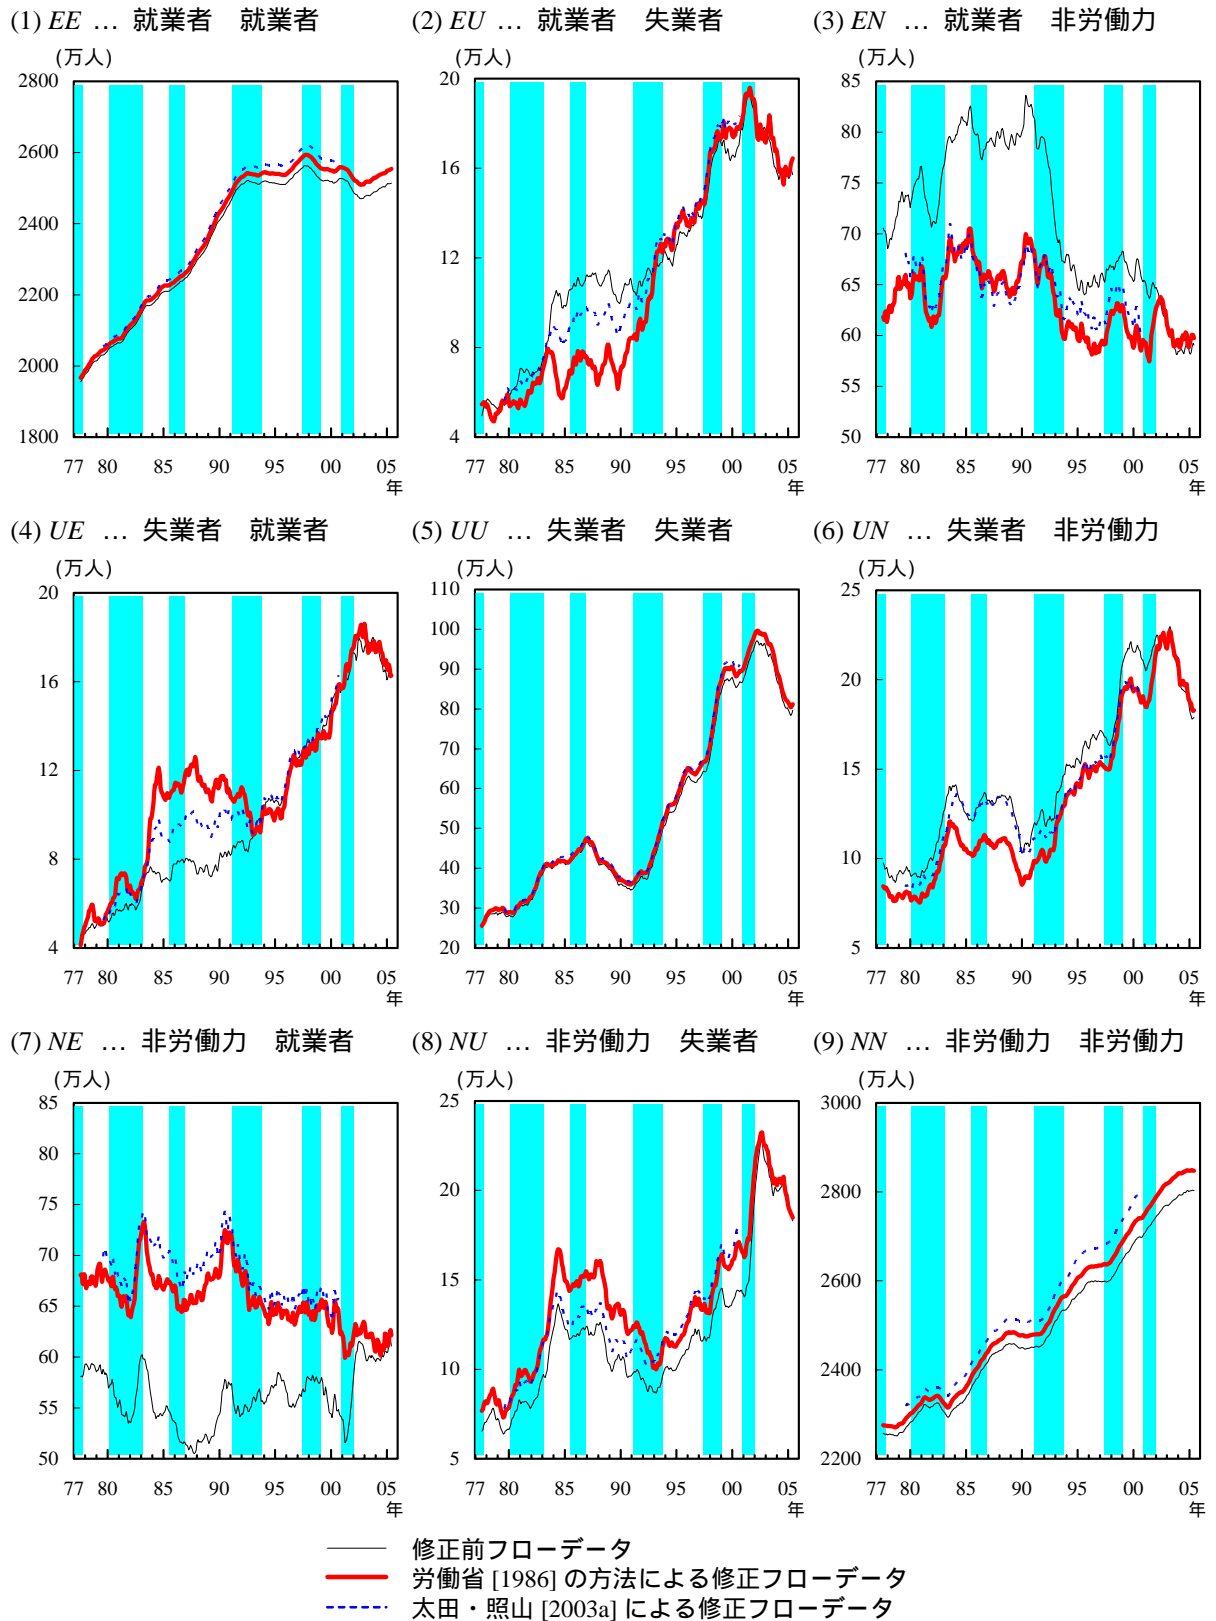 (1) EE … 就業者 就業者
(2) EU … 就業者 失業者
(3) EN … 就業者 非労働力
(万人)
(万人)
(万人)
2800
2600
2400
2200
2000
1800
77 80 85 90 95 00 05
年
20
16
12
8
4
77 80 85 90 95 00 05
年
85
80
75
70
65
60
55
50
77 80 85 90 95 00 05
年
(4) UE … 失業者 就業者
(5) UU … 失業者 失業者
(6) UN … 失業者 非労働力
(万人)
(万人)
(万人)
20
16
12
8
4
77 80 85 90 95 00 05
年
110
100
90
80
70
60
50
40
30
20
77 80 85 90 95 00 05
年
25
20
15
10
5
77 80 85 90 95 00 05
年
(7) NE … 非労働力 就業者
(8) NU … 非労働力 失業者
(9) NN … 非労働力 非労働力
(万人)
(万人)
(万人)
85
80
75
70
65
60
55
50
77 80 85 90 95 00 05
年
25
20
15
10
5
77 80 85 90 95 00 05
年
3000
2800
2600
2400
2200
77 80 85 90 95 00 05
年
修正前フローデータ
労働省 [1986] の方法による修正フローデータ
太田・照山 [2003a] による修正フローデータ